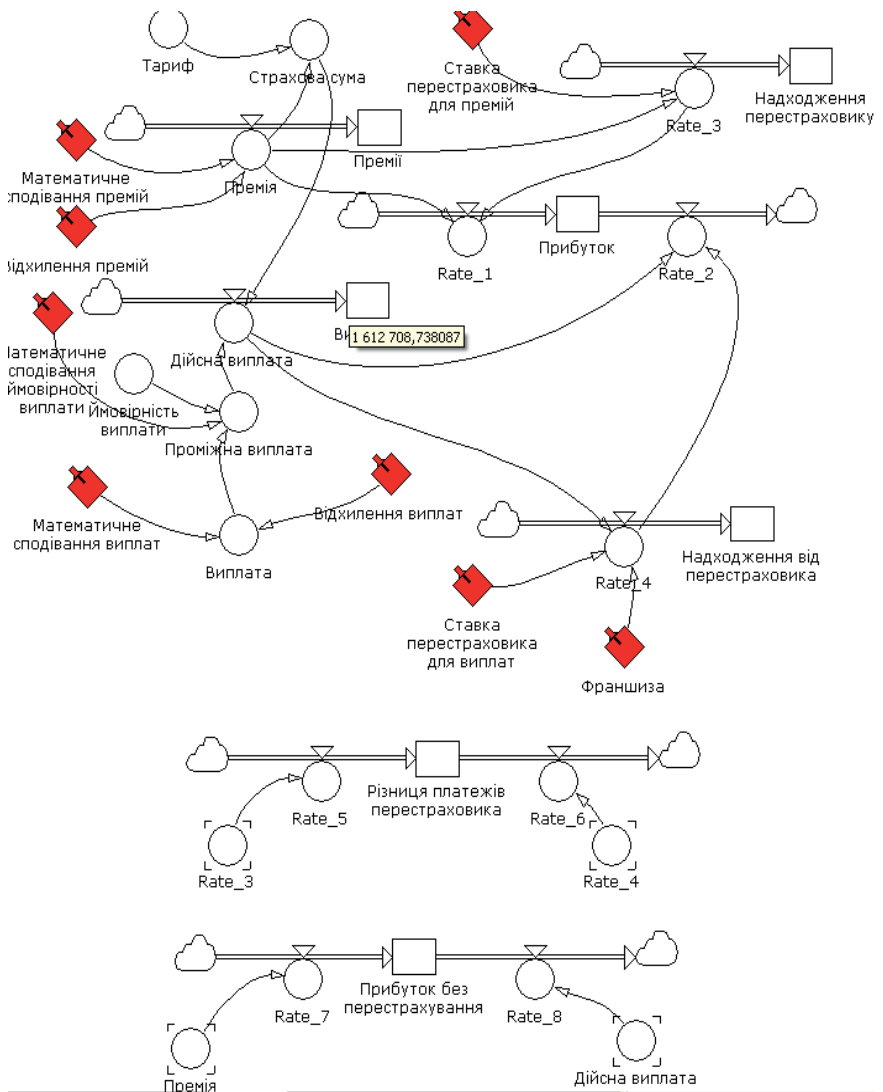 Тариф
Страхова сума
Ставка
перестраховика
для премій
Rate_3
Надходження
перестраховику
Математичне
сподівання премій
Премія
Премії
відхилення премій
Rate_1
Прибуток
Rate_2
Дійсна виплата
1 612 708,738087
сподівання
виплати
Ймовірність
виплати
Проміжна виплата
Математичне
сподівання виплат
Відхилення виплат
Виплата
Rate_4
Надходження від
перестраховика
Ставка
перестраховика
для виплат
Франшиза
Rate_5
Різниця платежів
перестраховика
Rate_6
Rate_3
Rate_4
Rate_7
Прибуток без
перестрахування
Rate_8
Премія
Дійсна виплата